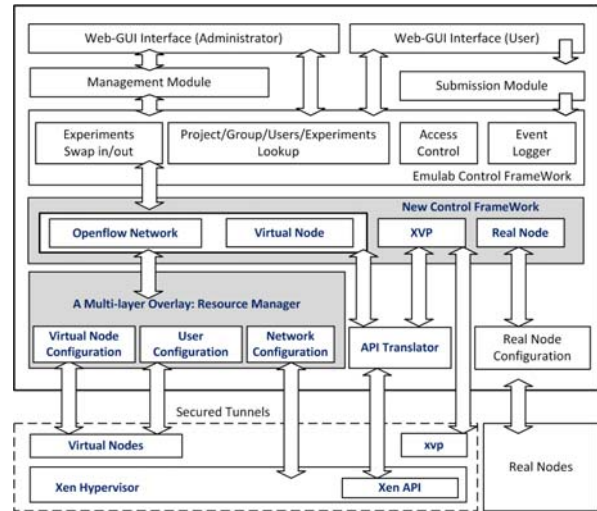 Web-GUI Interface (Administrator)
Web-GUI Interface (User)
Management Module
Submission Module
Experiments
Swap in/out
Project/Group/Users/Experiments
Lookup
Access
Control
Event
Logger
Emulab Control FrameWork
New Control FrameWork
Openflow Network
Virtual Node
XVP
Real Node
A Multi-layer Overlay: Resource Manager
Virtual Node
Configuration
User
Configuration
Network
Configuration
API Translator
Real Node
Configuration
Secured Tunnels
Virtual Nodes
xvp
Xen Hypervisor
Xen API
Real Nodes